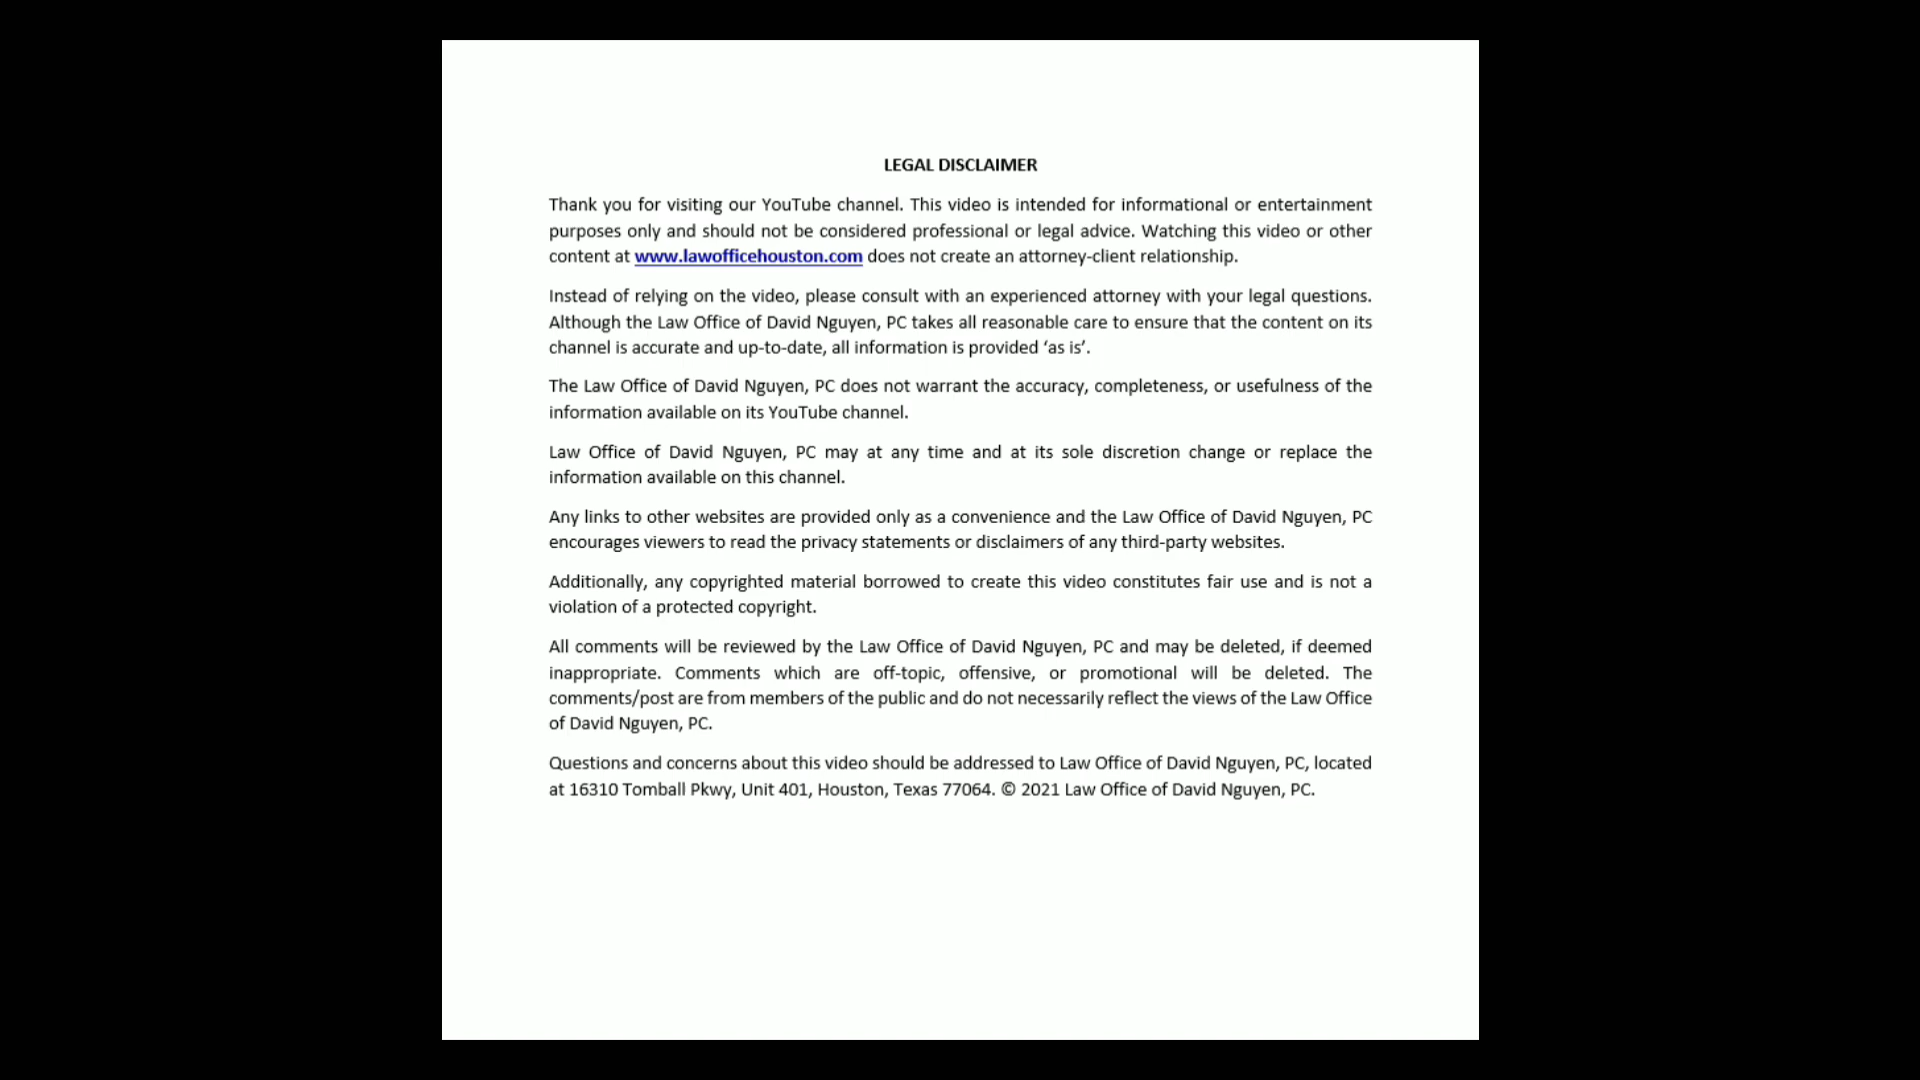 LEGAL DISCLAIMER
Thank you for visiting our YouTube channel. This video is intended for informational or entertainment
purposes only and should not be considered professional or legal advice. Watching this video or other
content at www.lawofficehouston.com does not create an attorney-client relationship.
Instead of relying on the video, please consult with an experienced attorney with your legal questions.
Although the Law Office of David Nguyen, PC takes all reasonable care to ensure that the content on its
channel is accurate and up-to-date, all information is provided ‘as is’.
The Law Office of David Nguyen, PC does not warrant the accuracy, completeness, or usefulness of the
information available on its YouTube channel.
Law Office of David Nguyen, PC may at any time and at its sole discretion change or replace the
information available on this channel.
Any links to other websites are provided only as a convenience and the Law Office of David Nguyen, PC
encourages viewers to read the privacy statements or disclaimers of any third-party websites.
Additionally, any copyrighted material borrowed to create this video constitutes fair use and is not a
violation of a protected copyright.
All comments will be reviewed by the Law Office of David Nguyen, PC and may be deleted, if deemed
inappropriate. Comments which are off-topic, offensive, or promotional will be deleted. The
comments/post are from members of the public and do not necessarily reflect the views of the Law Office
of David Nguyen, PC.
Questions and concerns about this video should be addressed to Law Office of David Nguyen, PC, located
at 16310 Tomball Pkwy, Unit 401, Houston, Texas 77064. © 2021 Law Office of David Nguyen, PC.